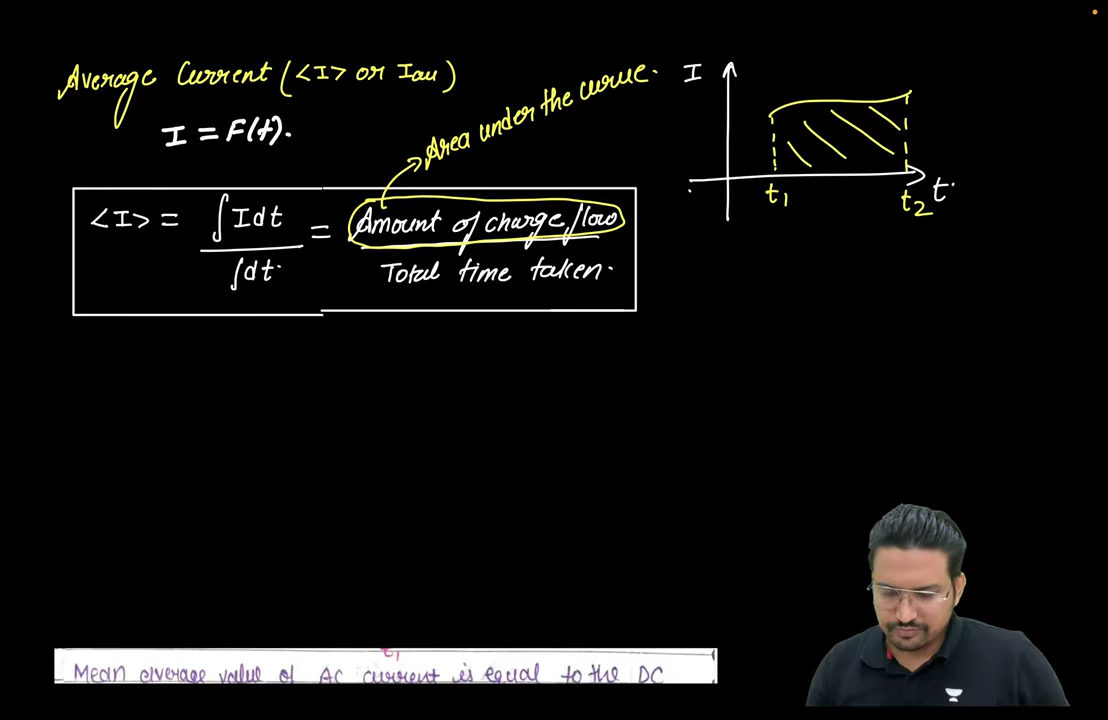 Average Current (<I> or Iav)
I = F(t).
Area under the curve.
<I> = ∫Idt / ∫dt = Amount of charge flow / Total time taken.
I
t1
t2
t
t1
Mean average value of AC current is equal to the DC